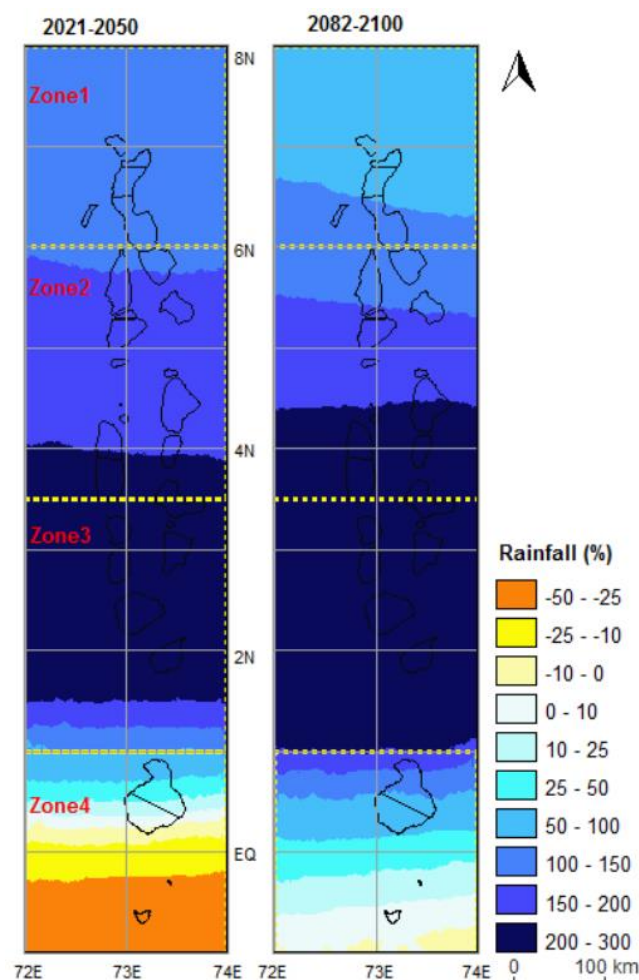 2021-2050 2082-2100
8N
Zone1
6N
Zone2
4N
Zone3
2N
Zone4
EQ
72E 73E 74E 72E 73E 74E
Rainfall (%)
-50 - -25
-25 - -10
-10 - 0
0 - 10
10 - 25
25 - 50
50 - 100
100 - 150
150 - 200
200 - 300
0 100 km